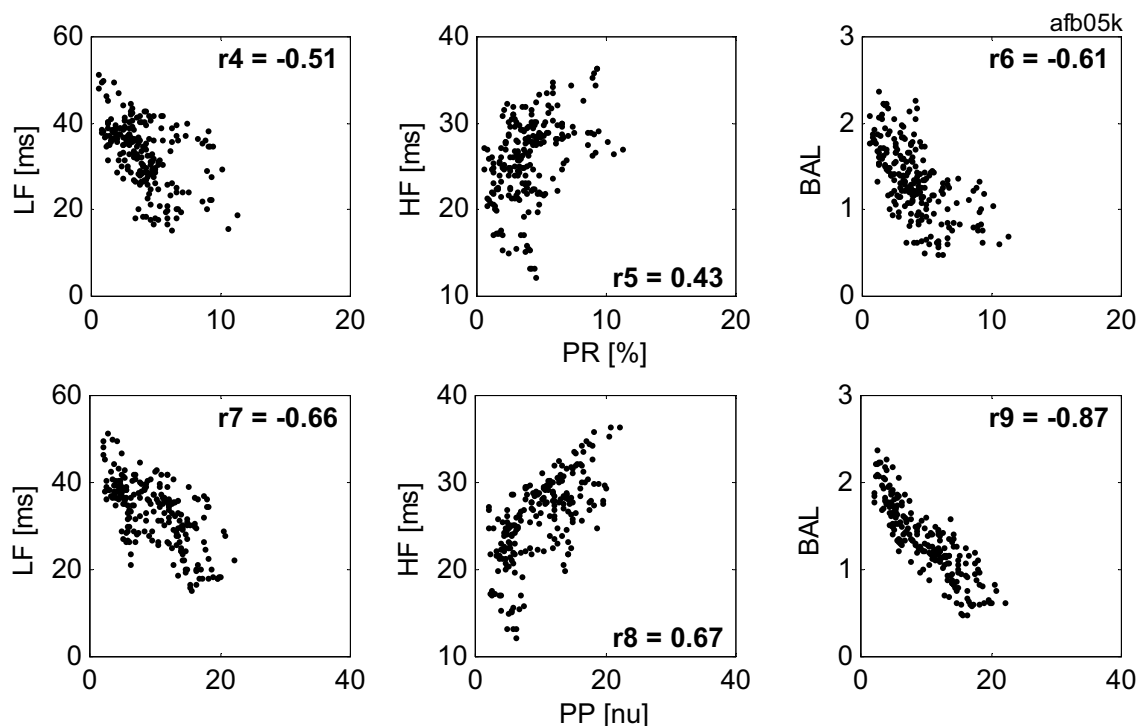 afb05k
60
40
20
0
LF [ms]
r4 = -0.51
0
10
20
40
30
20
10
HF [ms]
r5 = 0.43
0
10
20
PR [%]
3
2
1
0
BAL
r6 = -0.61
0
10
20
60
40
20
0
LF [ms]
r7 = -0.66
0
20
40
40
30
20
10
HF [ms]
r8 = 0.67
0
20
40
PP [nu]
3
2
1
0
BAL
r9 = -0.87
0
20
40